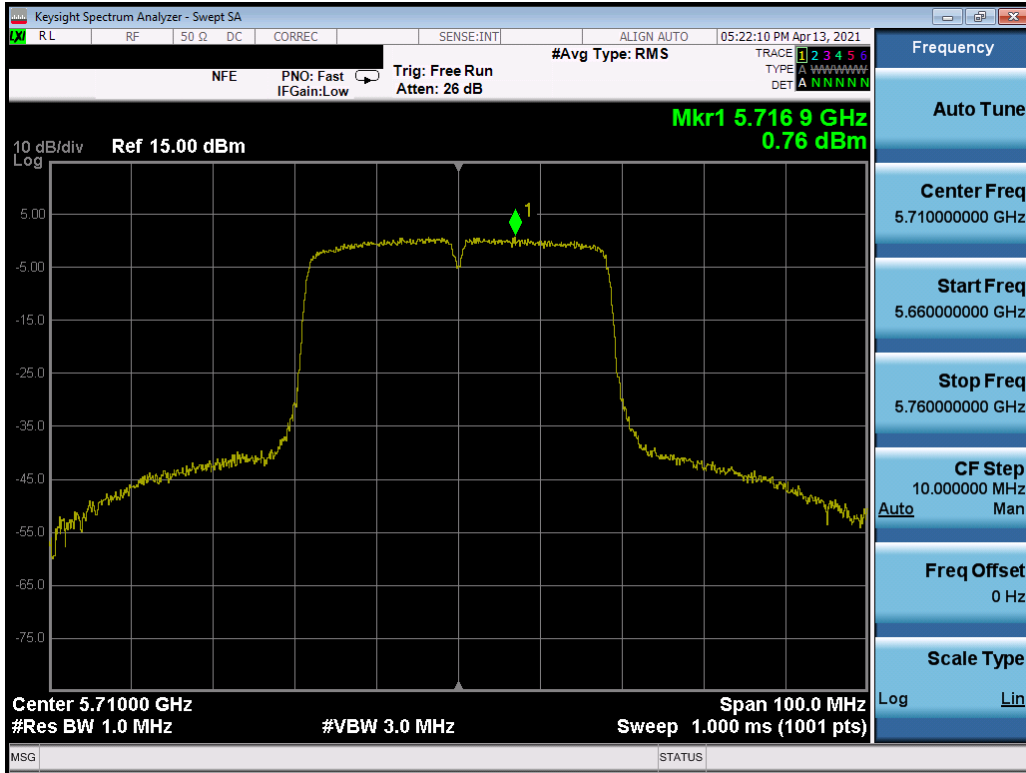 Keysight Spectrum Analyzer - Swept SA
LXI RL RF 50 Ω DC CORREC SENSE:INT ALIGN AUTO 05:22:10 PM Apr 13, 2021
#Avg Type: RMS TRACE 1 2 3 4 5 6
NFE PNO: Fast Trig: Free Run TYPE A WWWWW
IFGain:Low Atten: 26 dB DET A N N N N N
Mkr1 5.716 9 GHz
0.76 dBm
10 dB/div Ref 15.00 dBm
Log
1
5.00
-5.00
-15.0
-25.0
-35.0
-45.0
-55.0
-65.0
-75.0
Center 5.71000 GHz Span 100.0 MHz
#Res BW 1.0 MHz #VBW 3.0 MHz Sweep 1.000 ms (1001 pts)
MSG STATUS
Frequency
Auto Tune
Center Freq
5.710000000 GHz
Start Freq
5.660000000 GHz
Stop Freq
5.760000000 GHz
CF Step
10.000000 MHz
Auto Man
Freq Offset
0 Hz
Scale Type
Log Lin